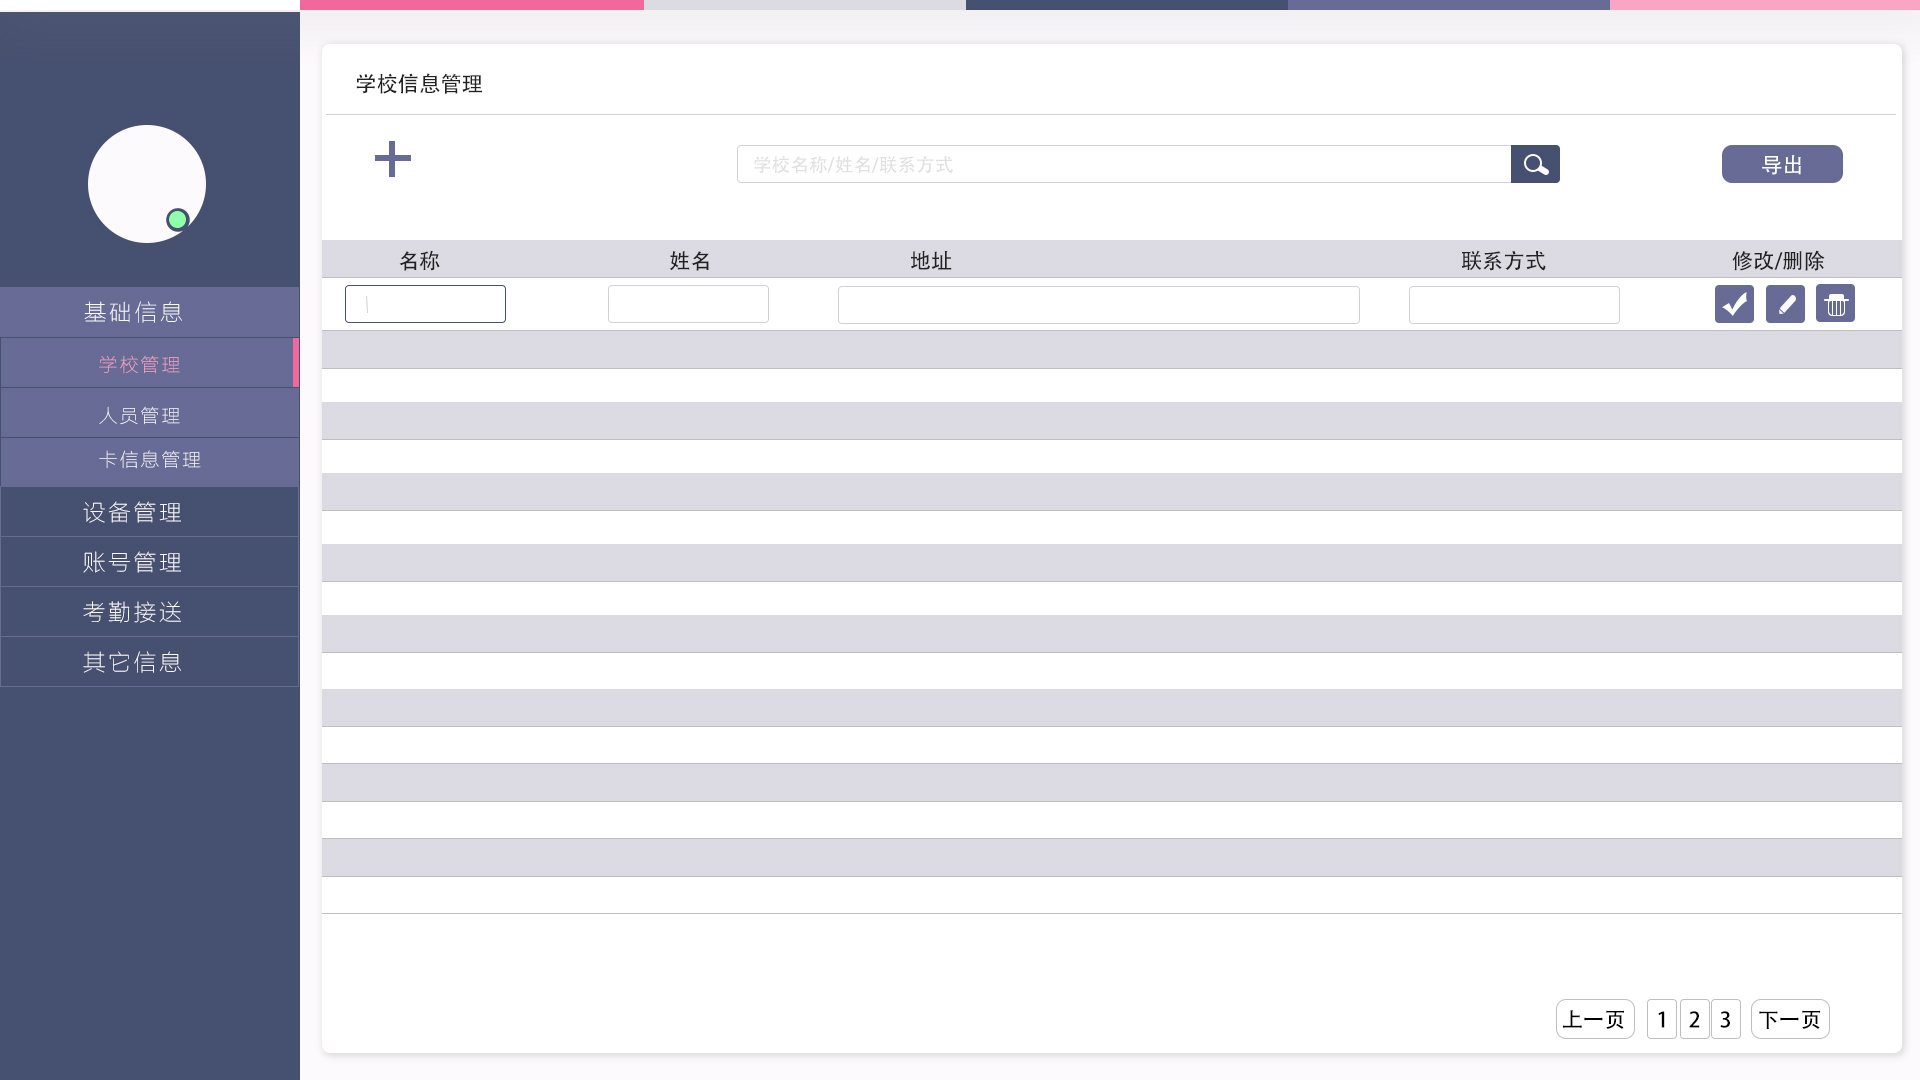 学校信息管理
学校名称/姓名/联系方式
导出
名称 姓名 地址 联系方式 修改/删除
基础信息
学校管理
人员管理
卡信息管理
设备管理
账号管理
考勤接送
其它信息
上一页 1 2 3 下一页